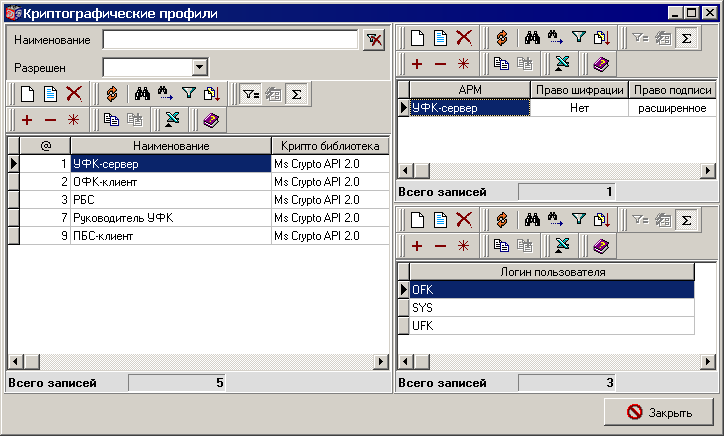 Криптографические профили
Наименование
Разрешен
@ Наименование Крипто библиотека
1 УФК-сервер Ms Crypto API 2.0
2 ОФК-клиент Ms Crypto API 2.0
3 РБС Ms Crypto API 2.0
7 Руководитель УФК Ms Crypto API 2.0
9 ПБС-клиент Ms Crypto API 2.0
Всего записей 5
АРМ Право шифрации Право подписи
УФК-сервер Нет расширенное
Всего записей 1
Логин пользователя
OFK
SYS
UFK
Всего записей 3
Закрыть